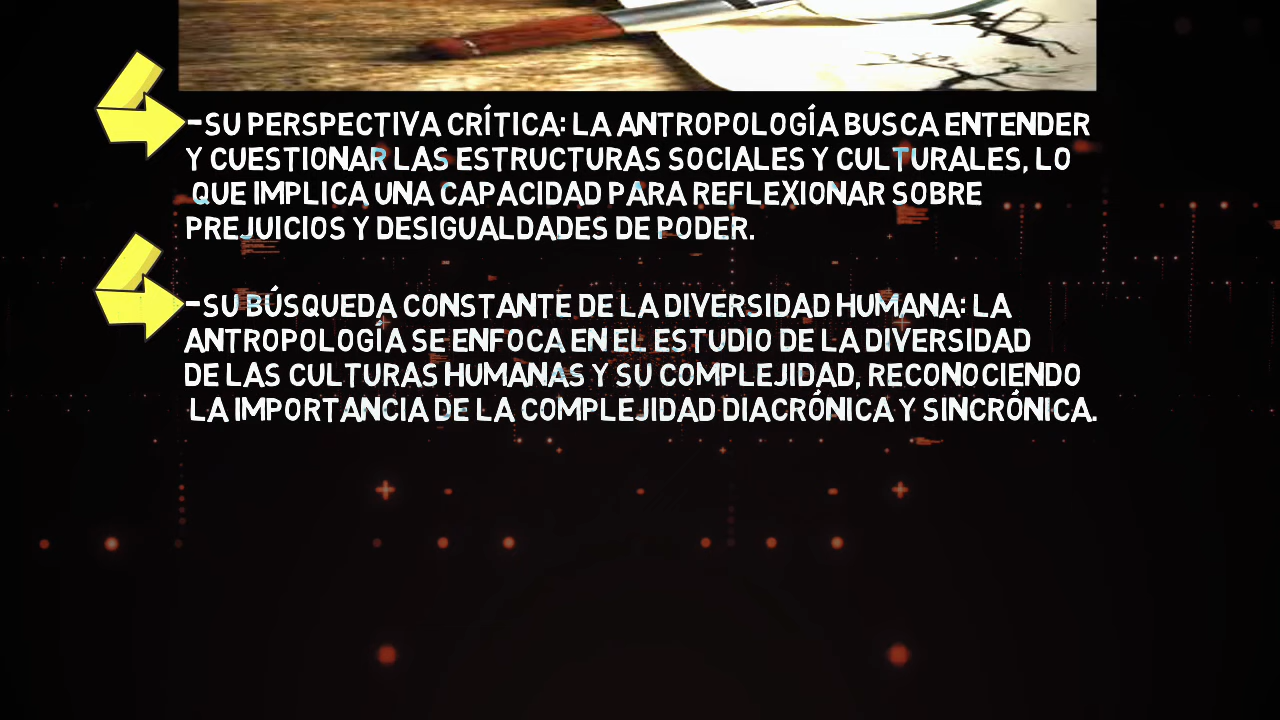 -SU PERSPECTIVA CRÍTICA: LA ANTROPOLOGÍA BUSCA ENTENDER
Y CUESTIONAR LAS ESTRUCTURAS SOCIALES Y CULTURALES, LO
QUE IMPLICA UNA CAPACIDAD PARA REFLEXIONAR SOBRE
PREJUICIOS Y DESIGUALDADES DE PODER.
-SU BÚSQUEDA CONSTANTE DE LA DIVERSIDAD HUMANA: LA
ANTROPOLOGÍA SE ENFOCA EN EL ESTUDIO DE LA DIVERSIDAD
DE LAS CULTURAS HUMANAS Y SU COMPLEJIDAD, RECONOCIENDO
LA IMPORTANCIA DE LA COMPLEJIDAD DIACRÓNICA Y SINCRÓNICA.